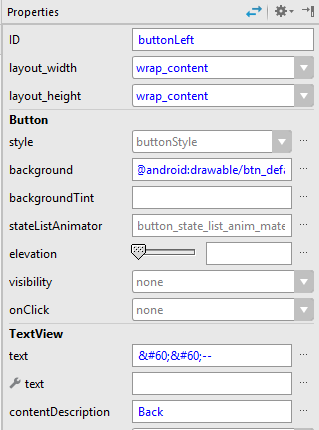 Properties
ID buttonLeft
layout_width wrap_content
layout_height wrap_content
Button
style buttonStyle
background @android:drawable/btn_defa
backgroundTint
stateListAnimator button_state_list_anim_mate
elevation
visibility none
onClick none
TextView
text &#60;&#60;--
text
contentDescription Back